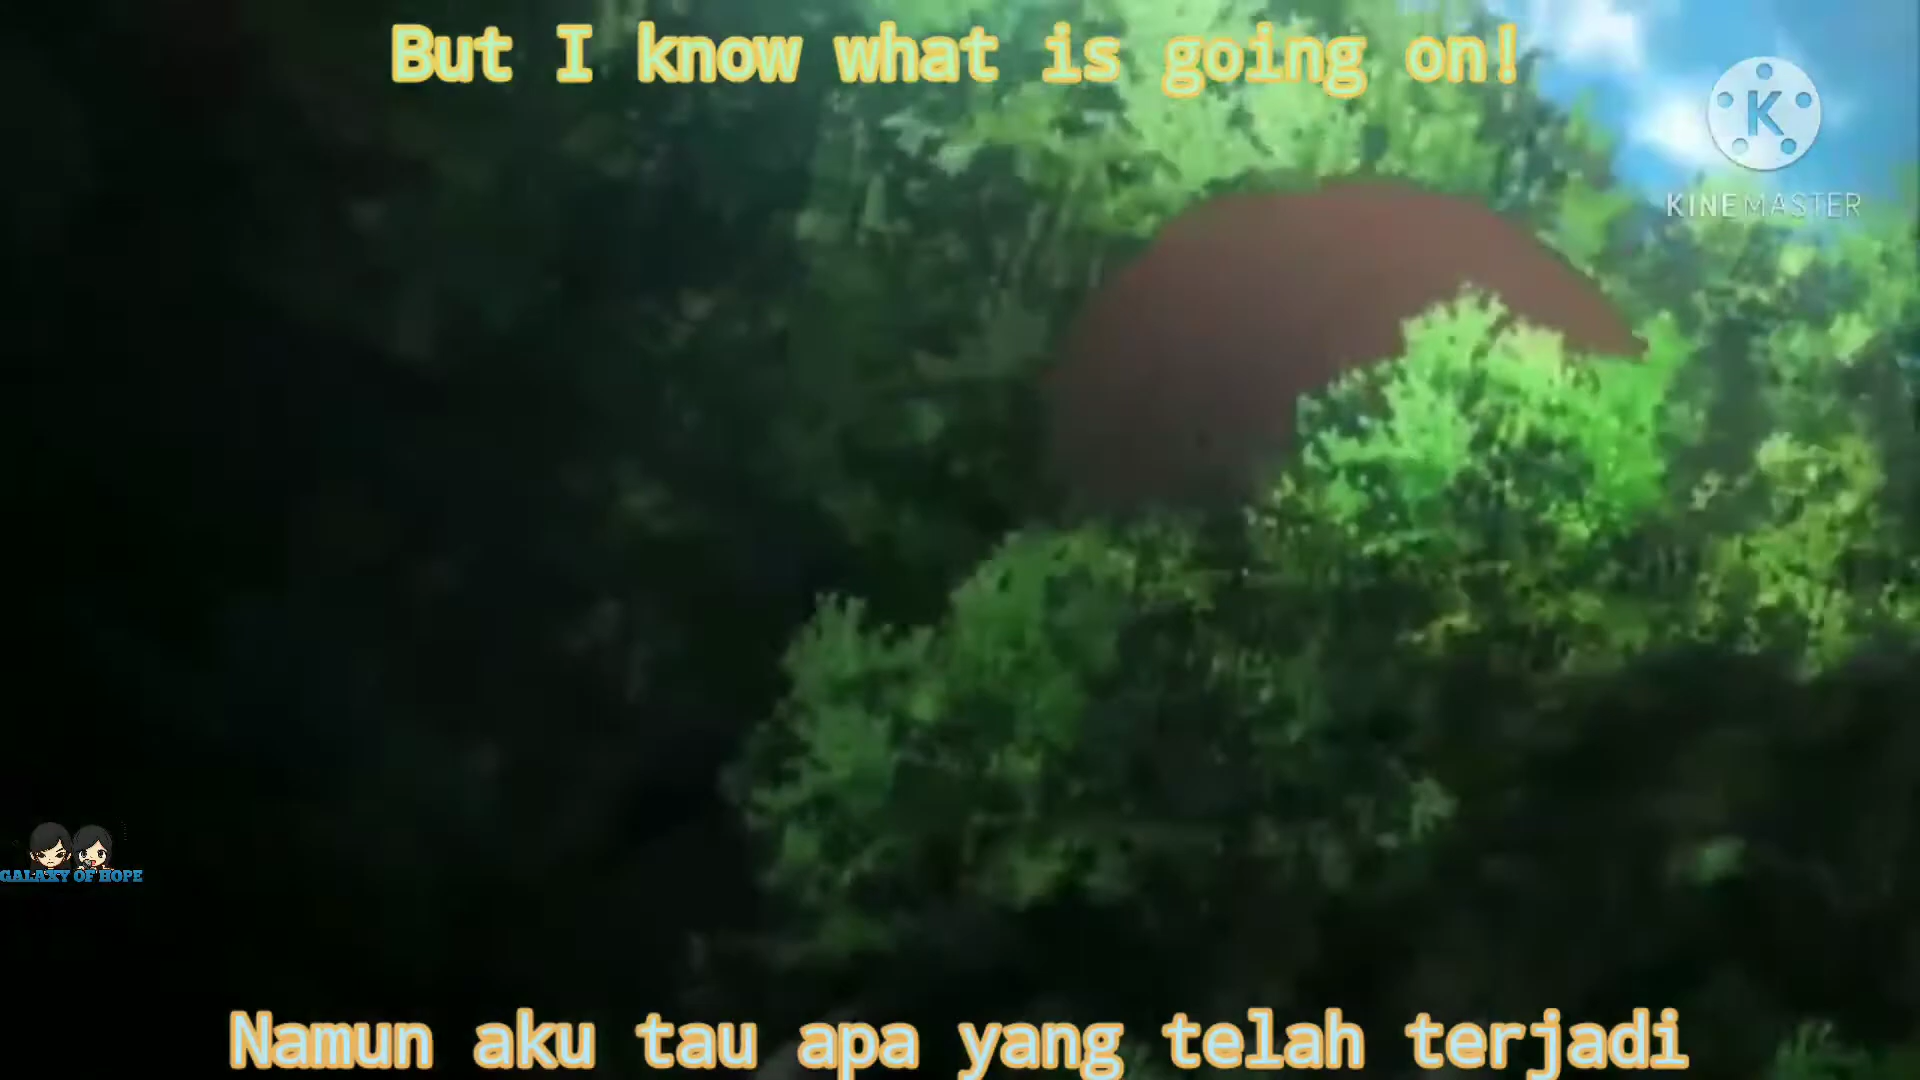 But I know what is going on!
K
KINEMASTER
GALAXY OF HOPE
Namun aku tau apa yang telah terjadi